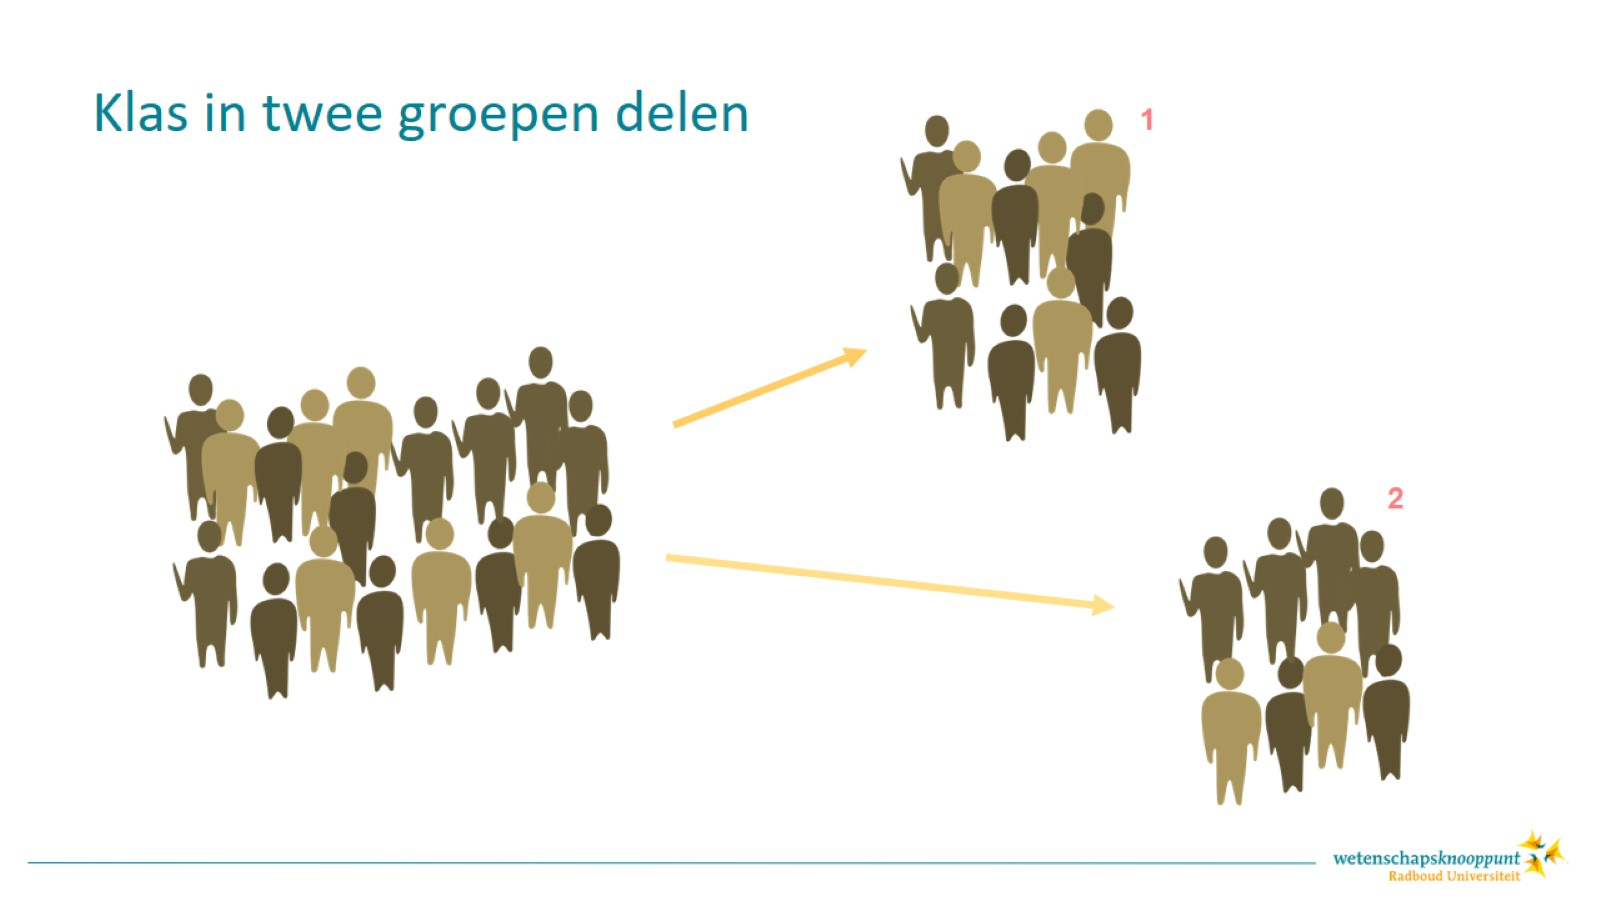 Klas in twee groepen delen
1
2
wetenschapsknooppunt
Radboud Universiteit